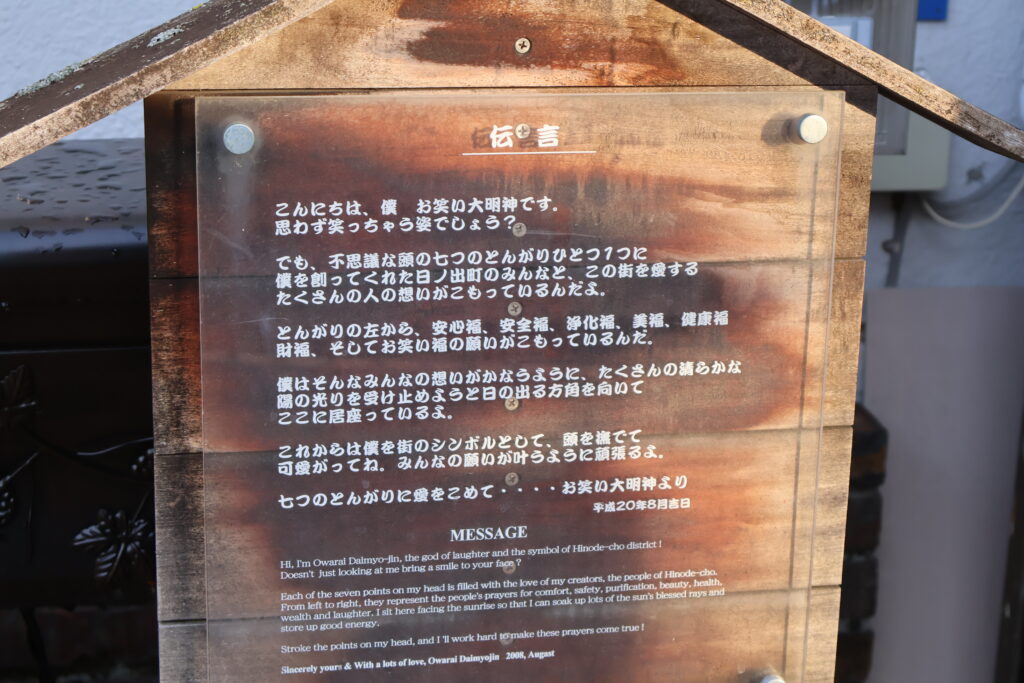 伝言
こんにちは、僕 お笑い大明神です。
思わず笑っちゃう姿でしょう？
でも、不思議な頭の七つのとんがりひとつ1つに
僕を創ってくれた日ノ出町のみんなと、この街を愛する
たくさんの人の想いがこもっているんだよ。
とんがりの左から、安心福、安全福、浄化福、美福、健康福
財福、そしてお笑い福の願いがこもっているんだ。
僕はそんなみんなの想いがかなうように、たくさんの清らかな
陽の光りを受け止めようと日の出る方角を向いて
ここに居座っているよ。
これからは僕を街のシンボルとして、頭を撫でて
可愛がってね。みんなの願いが叶うように頑張るよ。
七つのとんがりに愛をこめて・・・・お笑い大明神より
平成20年8月吉日
MESSAGE
Hi, I'm Owarai Daimyo-jin, the god of laughter and the symbol of Hinode-cho district !
Doesn't just looking at me bring a smile to your face ?
Each of the seven points on my head is filled with the love of my creators, the people of Hinode-cho.
From left to right, they represent the people's prayers for comfort, safety, purification, beauty, health,
wealth and laughter. I sit here facing the sunrise so that I can soak up lots of the sun's blessed rays and
store up good energy.
Stroke the points on my head, and I 'll work hard to make these prayers come true !
Sincerely yours & With a lots of love, Owarai Daimyojin 2008, Augast